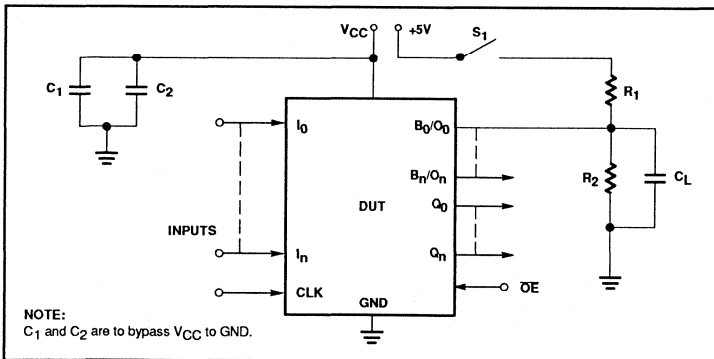 VCC +5V S1
C1 C2 R1
I0 B0/O0
Bn/On R2 CL
DUT Q0
INPUTS
In Qn
CLK OE
GND
NOTE:
C1 and C2 are to bypass VCC to GND.